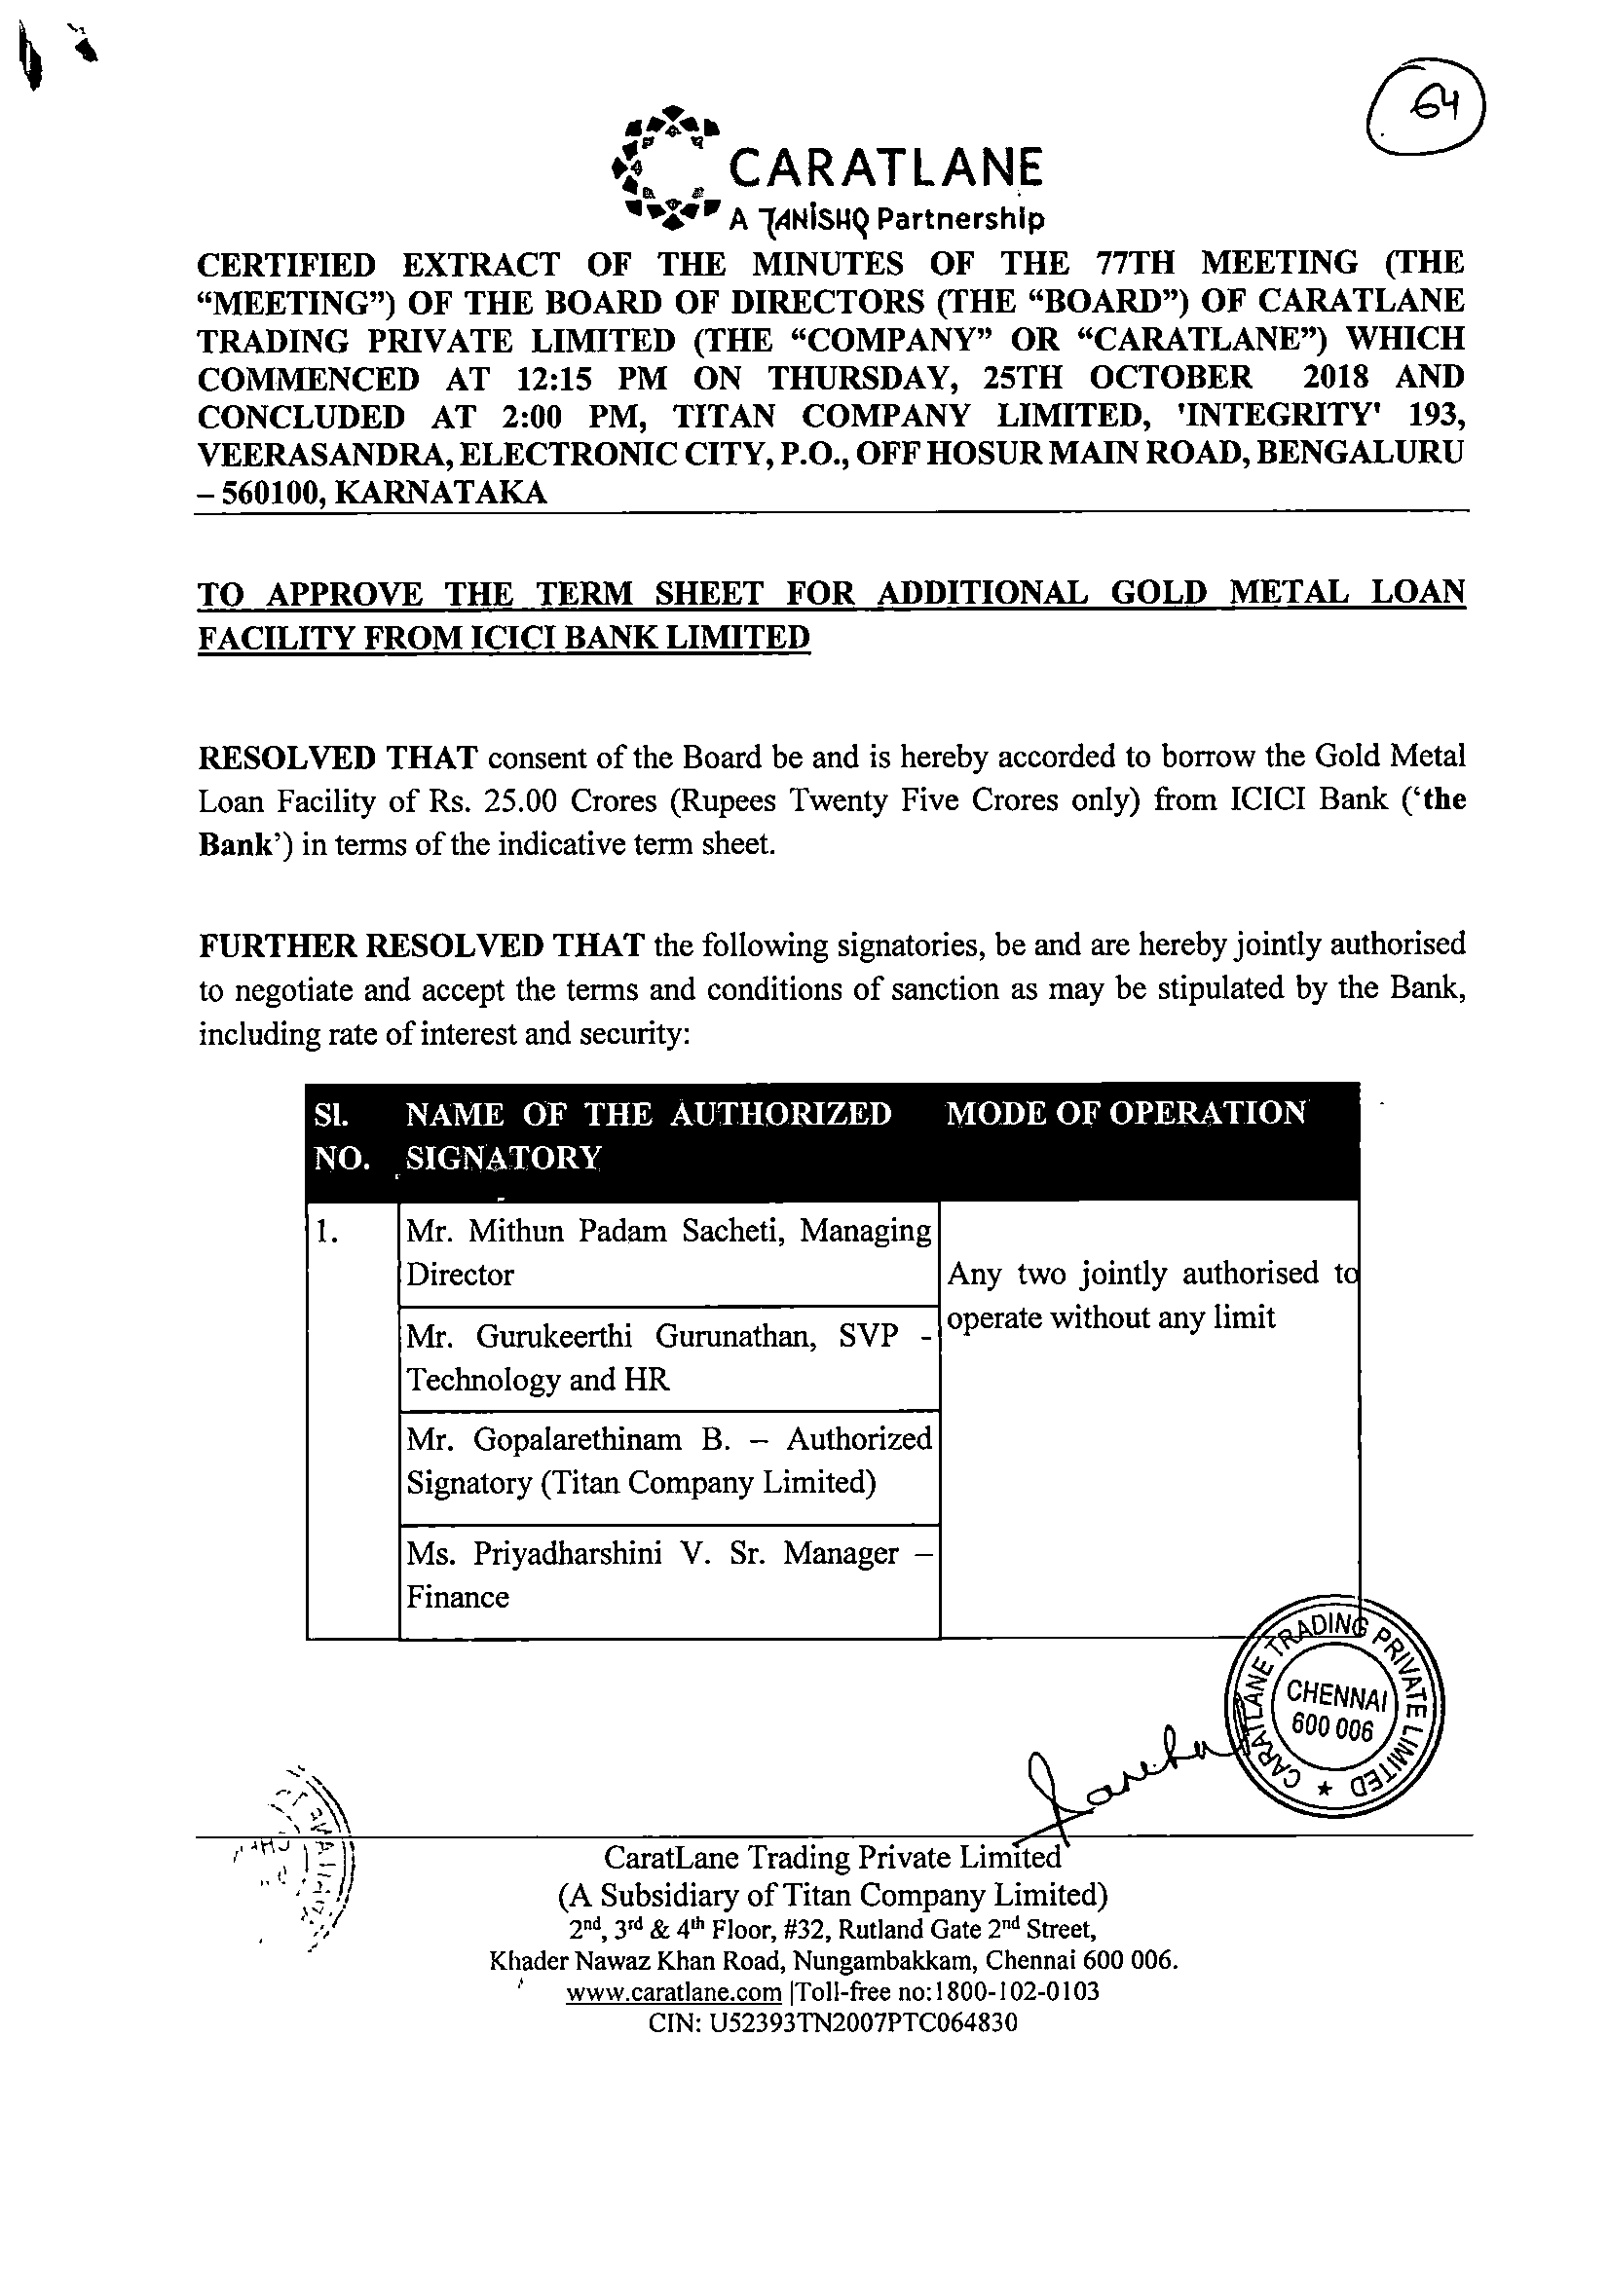 64
CARATLANE
A TANISHQ Partnership
CERTIFIED EXTRACT OF THE MINUTES OF THE 77TH MEETING (THE
“MEETING”) OF THE BOARD OF DIRECTORS (THE “BOARD”) OF CARATLANE
TRADING PRIVATE LIMITED (THE “COMPANY” OR “CARATLANE”) WHICH
COMMENCED AT 12:15 PM ON THURSDAY, 25TH OCTOBER 2018 AND
CONCLUDED AT 2:00 PM, TITAN COMPANY LIMITED, 'INTEGRITY' 193,
VEERASANDRA, ELECTRONIC CITY, P.O., OFF HOSUR MAIN ROAD, BENGALURU
– 560100, KARNATAKA
TO APPROVE THE TERM SHEET FOR ADDITIONAL GOLD METAL LOAN
FACILITY FROM ICICI BANK LIMITED
RESOLVED THAT consent of the Board be and is hereby accorded to borrow the Gold Metal
Loan Facility of Rs. 25.00 Crores (Rupees Twenty Five Crores only) from ICICI Bank (‘the
Bank’) in terms of the indicative term sheet.
FURTHER RESOLVED THAT the following signatories, be and are hereby jointly authorised
to negotiate and accept the terms and conditions of sanction as may be stipulated by the Bank,
including rate of interest and security:
Sl. NO.
NAME OF THE AUTHORIZED
SIGNATORY
MODE OF OPERATION
1.
Mr. Mithun Padam Sacheti, Managing
Director
Mr. Gurukeerthi Gurunathan, SVP -
Technology and HR
Mr. Gopalarethinam B. – Authorized
Signatory (Titan Company Limited)
Ms. Priyadharshini V. Sr. Manager –
Finance
Any two jointly authorised to
operate without any limit
CARATLANE TRADING PRIVATE LIMITED ★
CHENNAI
600 006
CaratLane Trading Private Limited
(A Subsidiary of Titan Company Limited)
2nd, 3rd & 4th Floor, #32, Rutland Gate 2nd Street,
Khader Nawaz Khan Road, Nungambakkam, Chennai 600 006.
www.caratlane.com |Toll-free no:1800-102-0103
CIN: U52393TN2007PTC064830